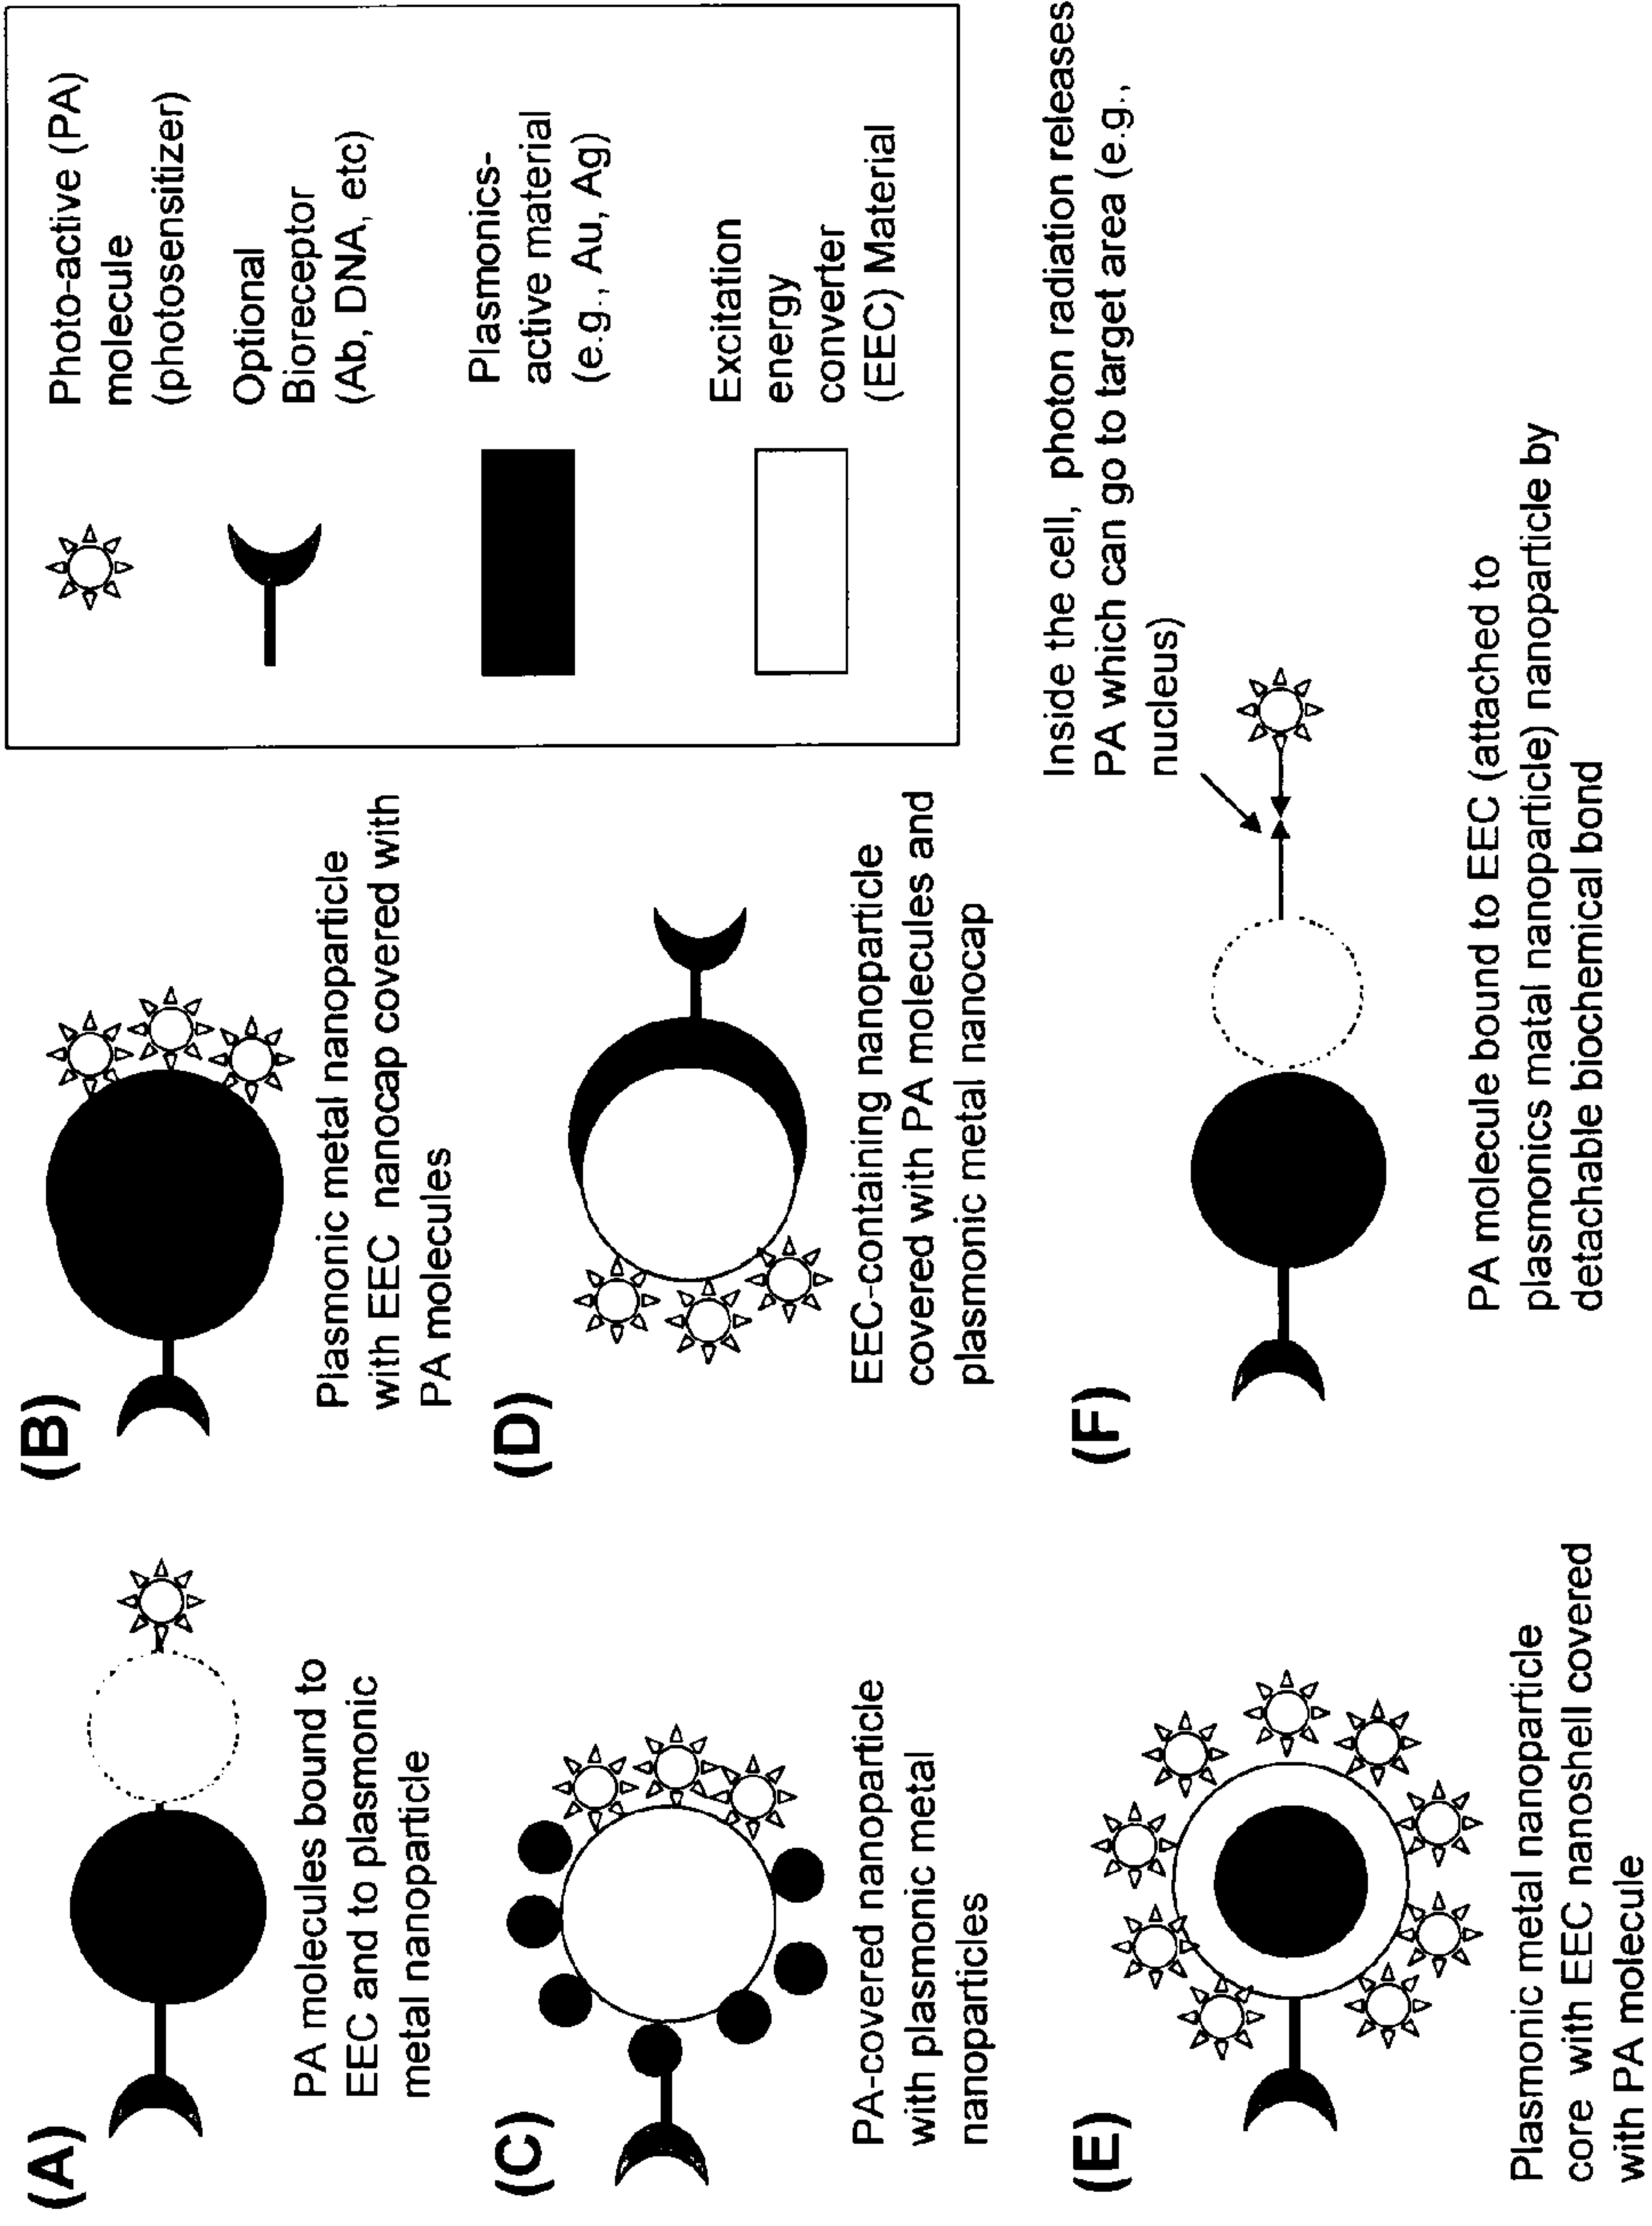 (A)
PA molecules bound to
EEC and to plasmonic
metal nanoparticle
(B)
Plasmonic metal nanoparticle
with EEC nanocap covered with
PA molecules
Photo-active (PA)
molecule
(photosensitizer)
Optional
Bioreceptor
(Ab, DNA, etc)
Plasmonics-
active material
(e.g., Au, Ag)
Excitation
energy
converter
(EEC) Material
(C)
PA-covered nanoparticle
with plasmonic metal
nanoparticles
(D)
EEC-containing nanoparticle
covered with PA molecules and
plasmonic metal nanocap
(E)
Plasmonic metal nanoparticle
core with EEC nanoshell covered
with PA molecule
(F)
Inside the cell, photon radiation releases
PA which can go to target area (e.g.,
nucleus)
PA molecule bound to EEC (attached to
plasmonics matal nanoparticle) nanoparticle by
detachable biochemical bond